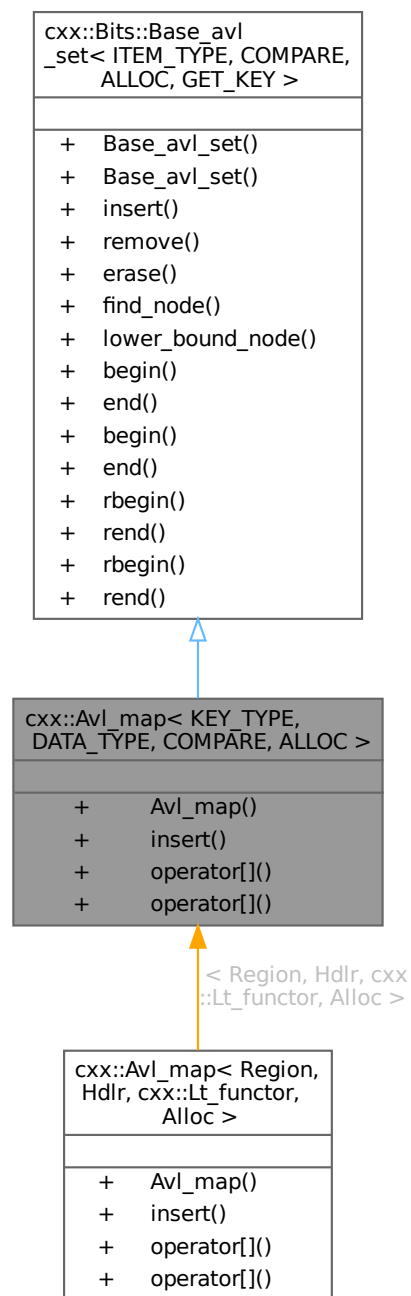 cxx::Bits::Base_avl
_set< ITEM_TYPE, COMPARE,
ALLOC, GET_KEY >
+ Base_avl_set()
+ Base_avl_set()
+ insert()
+ remove()
+ erase()
+ find_node()
+ lower_bound_node()
+ begin()
+ end()
+ begin()
+ end()
+ rbegin()
+ rend()
+ rbegin()
+ rend()
cxx::Avl_map< KEY_TYPE,
DATA_TYPE, COMPARE, ALLOC >
+ Avl_map()
+ insert()
+ operator[]()
+ operator[]()
< Region, Hdlr, cxx
::Lt_functor, Alloc >
cxx::Avl_map< Region,
Hdlr, cxx::Lt_functor,
Alloc >
+ Avl_map()
+ insert()
+ operator[]()
+ operator[]()